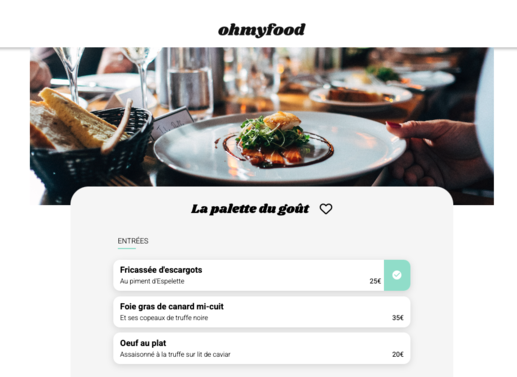 ohmyfood
La palette du goût
ENTRÉES
Fricassée d'escargots
Au piment d'Espelette
25€
Foie gras de canard mi-cuit
Et ses copeaux de truffe noire
35€
Oeuf au plat
Assaisonné à la truffe sur lit de caviar
20€